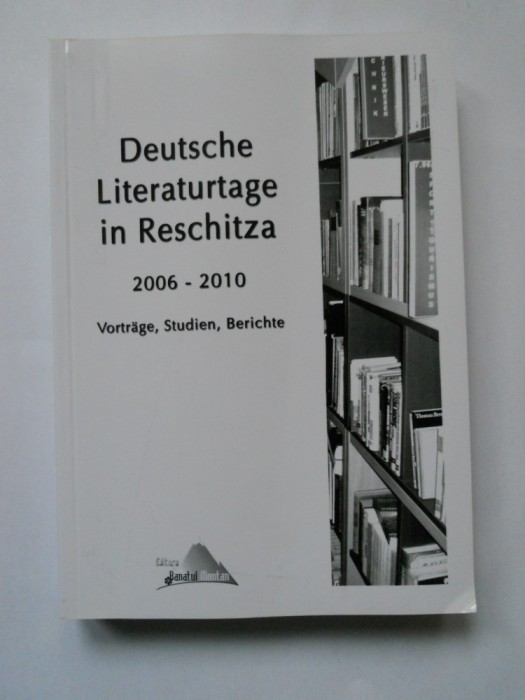 Deutsche
Literaturtage
in Reschitza
2006 - 2010
Vorträge, Studien, Berichte
Editura
Banatul Montan